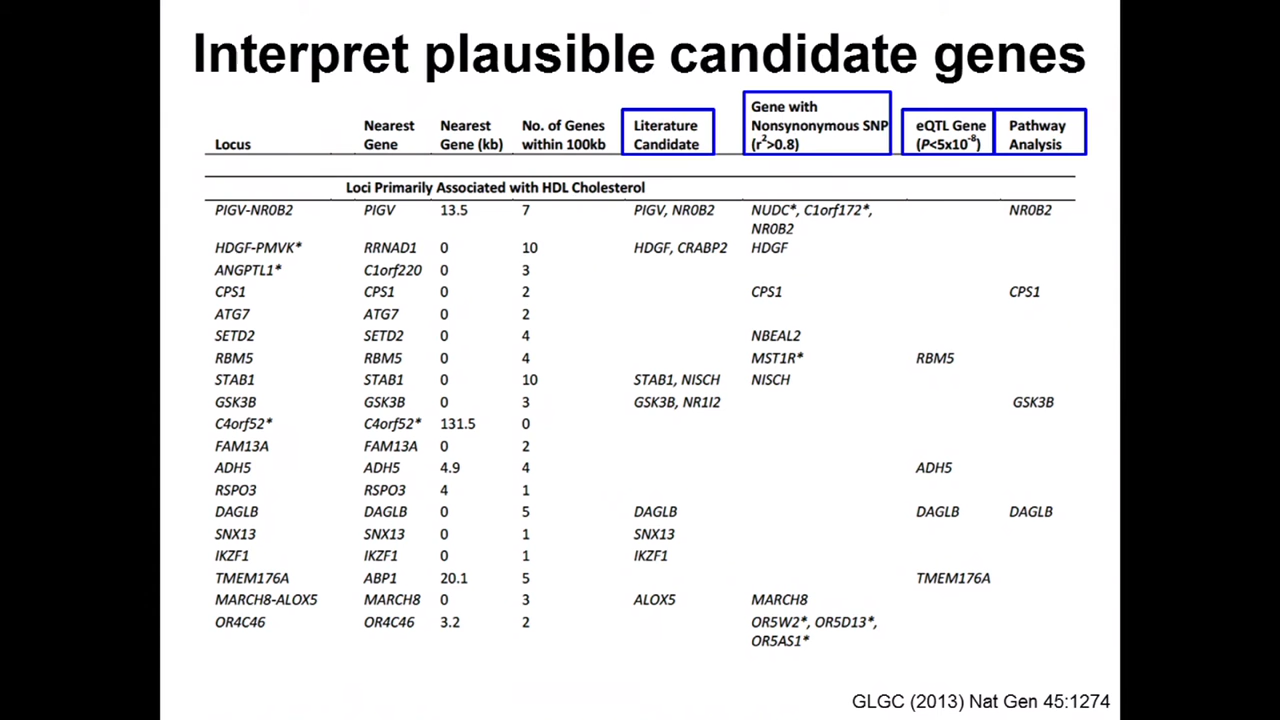 Interpret plausible candidate genes
Locus Nearest Gene Nearest Gene (kb) No. of Genes within 100kb Literature Candidate Gene with Nonsynonymous SNP (r²>0.8) eQTL Gene (P<5x10⁻⁸) Pathway Analysis
Loci Primarily Associated with HDL Cholesterol
PIGV-NR0B2 PIGV 13.5 7 PIGV, NR0B2 NUDC*, C1orf172*, NR0B2 NR0B2
HDGF-PMVK* RRNAD1 0 10 HDGF, CRABP2 HDGF
ANGPTL1* C1orf220 0 3
CPS1 CPS1 0 2 CPS1 CPS1
ATG7 ATG7 0 2
SETD2 SETD2 0 4 NBEAL2
RBM5 RBM5 0 4 MST1R* RBM5
STAB1 STAB1 0 10 STAB1, NISCH NISCH
GSK3B GSK3B 0 3 GSK3B, NR1I2 GSK3B
C4orf52* C4orf52* 131.5 0
FAM13A FAM13A 0 2
ADH5 ADH5 4.9 4 ADH5
RSPO3 RSPO3 4 1
DAGLB DAGLB 0 5 DAGLB DAGLB DAGLB
SNX13 SNX13 0 1 SNX13
IKZF1 IKZF1 0 1 IKZF1
TMEM176A ABP1 20.1 5 TMEM176A
MARCH8-ALOX5 MARCH8 0 3 ALOX5 MARCH8
OR4C46 OR4C46 3.2 2 OR5W2*, OR5D13*, OR5AS1*
GLGC (2013) Nat Gen 45:1274